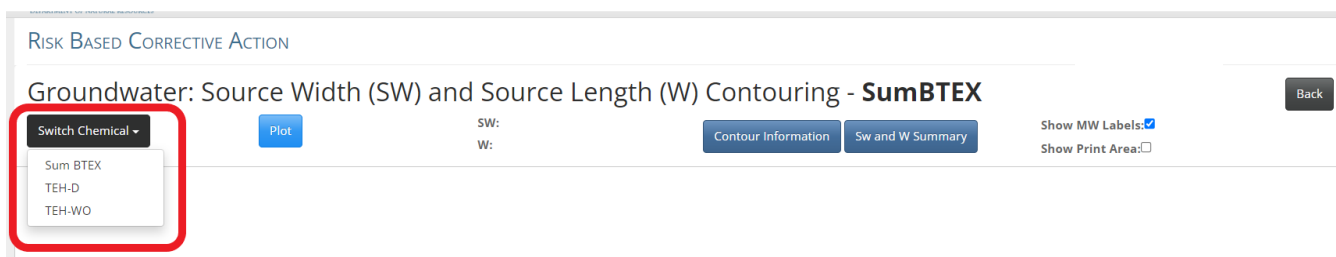 RISK BASED CORRECTIVE ACTION
Groundwater: Source Width (SW) and Source Length (W) Contouring - SumBTEX
Back
Switch Chemical
Plot
SW:
W:
Contour Information
Sw and W Summary
Show MW Labels:
Show Print Area:
Sum BTEX
TEH-D
TEH-WO